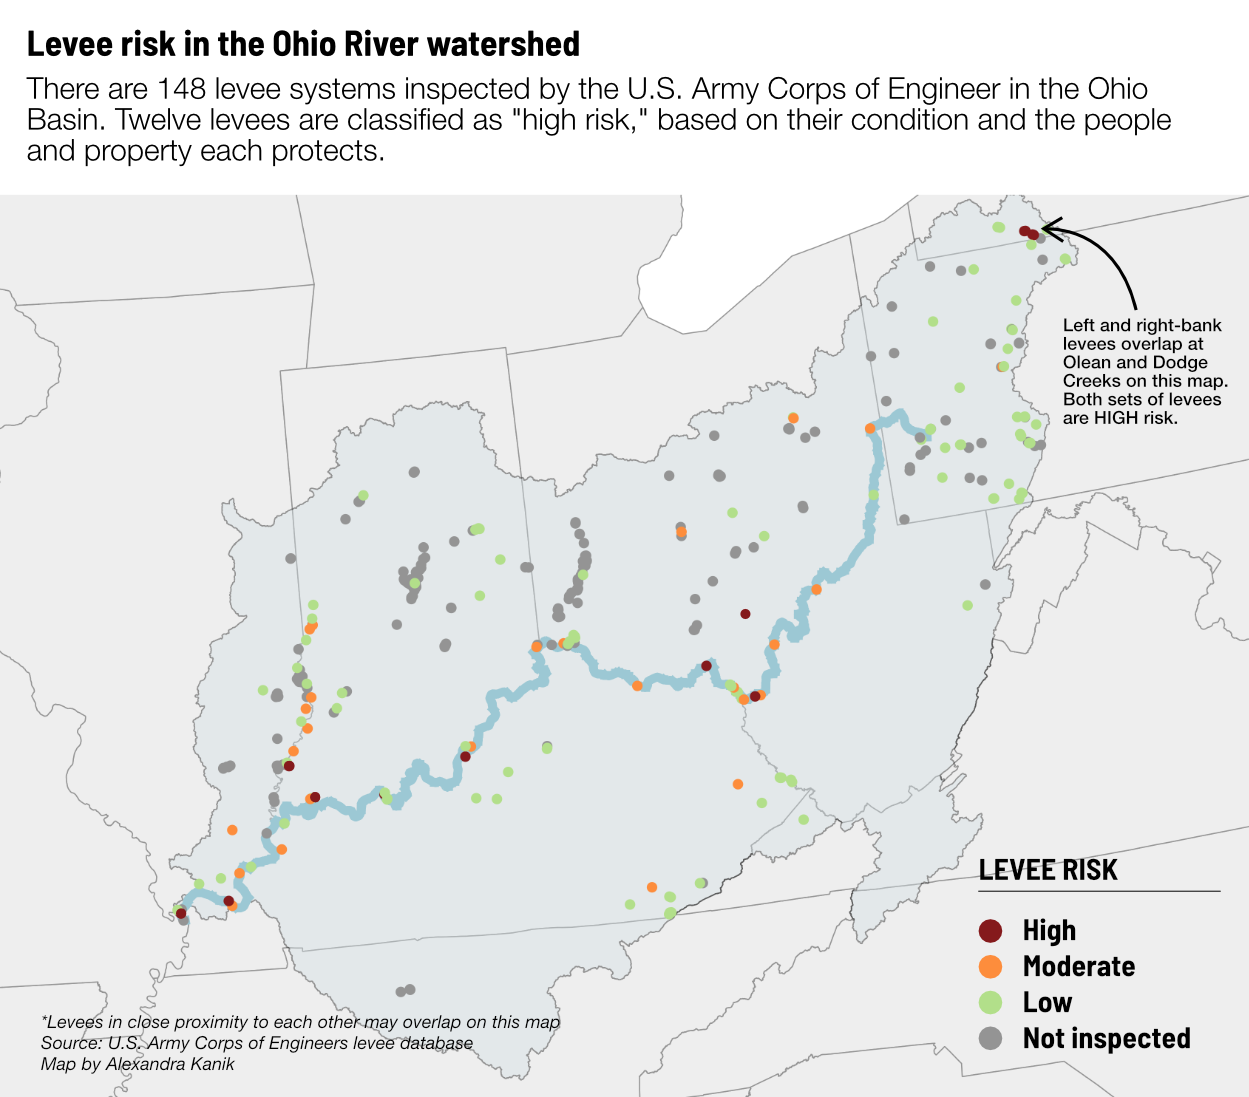 Levee risk in the Ohio River watershed
There are 148 levee systems inspected by the U.S. Army Corps of Engineer in the Ohio
Basin. Twelve levees are classified as "high risk," based on their condition and the people
and property each protects.
Left and right-bank
levees overlap at
Olean and Dodge
Creeks on this map.
Both sets of levees
are HIGH risk.
LEVEE RISK
High
Moderate
Low
Not inspected
*Levees in close proximity to each other may overlap on this map
Source: U.S. Army Corps of Engineers levee database
Map by Alexandra Kanik